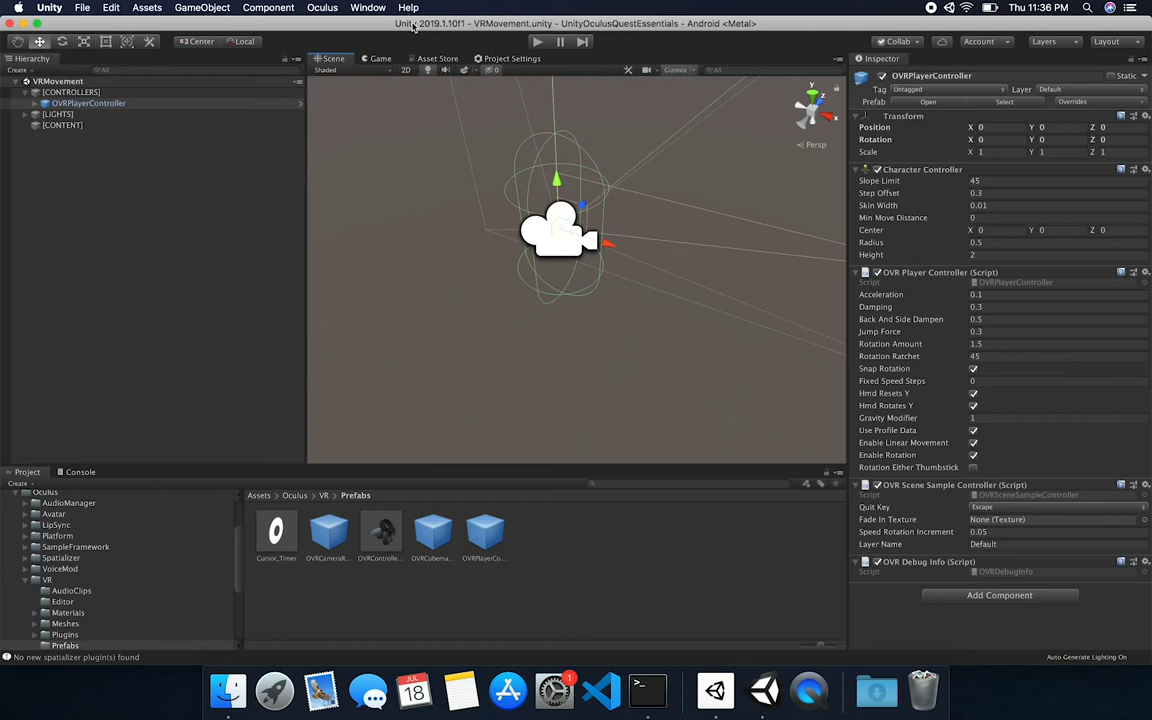 Unity File Edit Assets GameObject Component Oculus Window Help Thu 11:36 PM
Unity 2019.1.10f1 - VRMovement.unity - UnityOculusQuestEssentials - Android <Metal>
Center Local Collab Account Layers Layout
Hierarchy Scene Game Asset Store Project Settings Inspector
Create All Shaded 2D 0 Gizmos All
OVRPlayerController Static
VRMovement
[CONTROLLERS]
OVRPlayerController
[LIGHTS]
[CONTENT]
y
z
x
Persp
Tag Untagged Layer Default
Prefab Open Select Overrides
Transform
Position X 0 Y 0 Z 0
Rotation X 0 Y 0 Z 0
Scale X 1 Y 1 Z 1
Character Controller
Slope Limit 45
Step Offset 0.3
Skin Width 0.01
Min Move Distance 0
Center X 0 Y 0 Z 0
Radius 0.5
Height 2
OVR Player Controller (Script)
Script OVRPlayerController
Acceleration 0.1
Damping 0.3
Back And Side Dampen 0.5
Jump Force 0.3
Rotation Amount 1.5
Rotation Ratchet 45
Snap Rotation
Fixed Speed Steps 0
Hmd Resets Y
Hmd Rotates Y
Gravity Modifier 1
Use Profile Data
Enable Linear Movement
Enable Rotation
Rotation Either Thumbstick
OVR Scene Sample Controller (Script)
Script OVRSceneSampleController
Quit Key Escape
Fade In Texture None (Texture)
Speed Rotation Increment 0.05
Layer Name Default
OVR Debug Info (Script)
Script OVRDebugInfo
Add Component
Project Console
Create
Oculus
AudioManager
Avatar
LipSync
Platform
SampleFramework
Spatializer
VoiceMod
VR
AudioClips
Editor
Materials
Meshes
Plugins
Prefabs
Assets Oculus VR Prefabs
Cursor_Timer OVRCameraR... OVRControlle... OVRCubema... OVRPlayerCo...
No new spatializer plugin(s) found
Auto Generate Lighting On
JUL
18
1